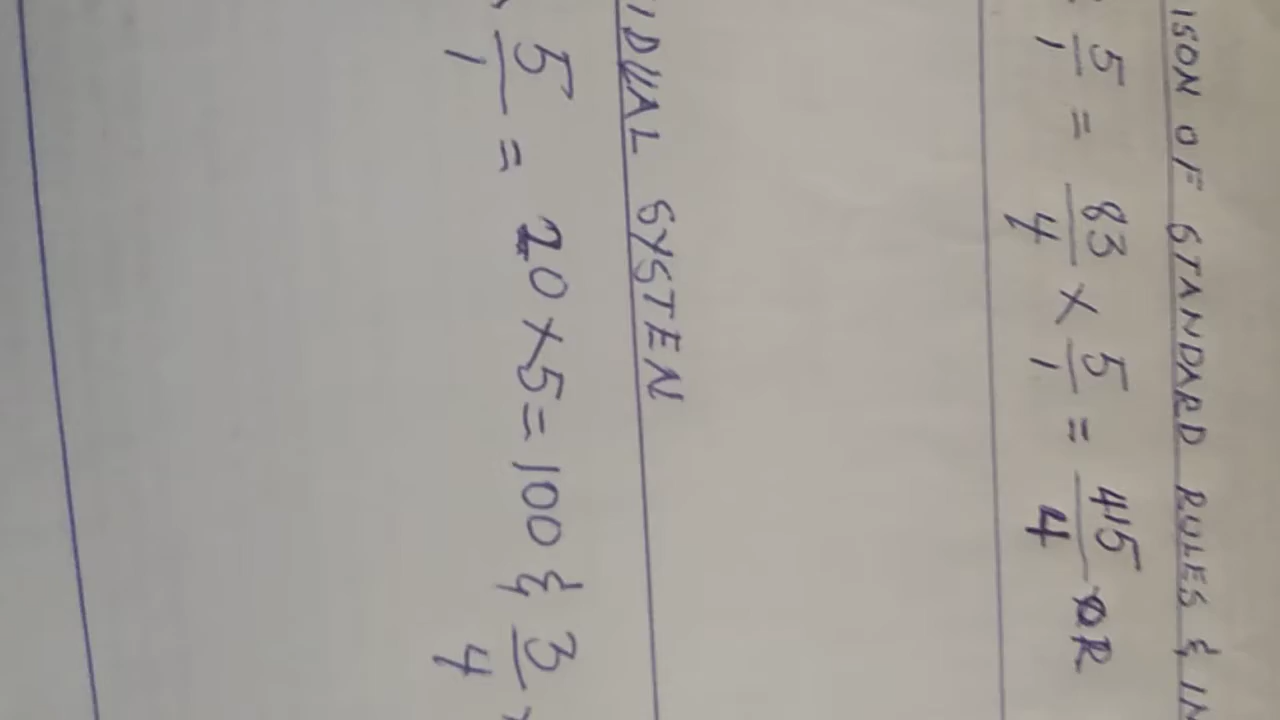 ISON OF STANDARD RULES & IN
5/1 = 83/4 × 5/1 = 415/4 OR
IDUAL SYSTEN
5/1 = 20×5=100 & 3/4